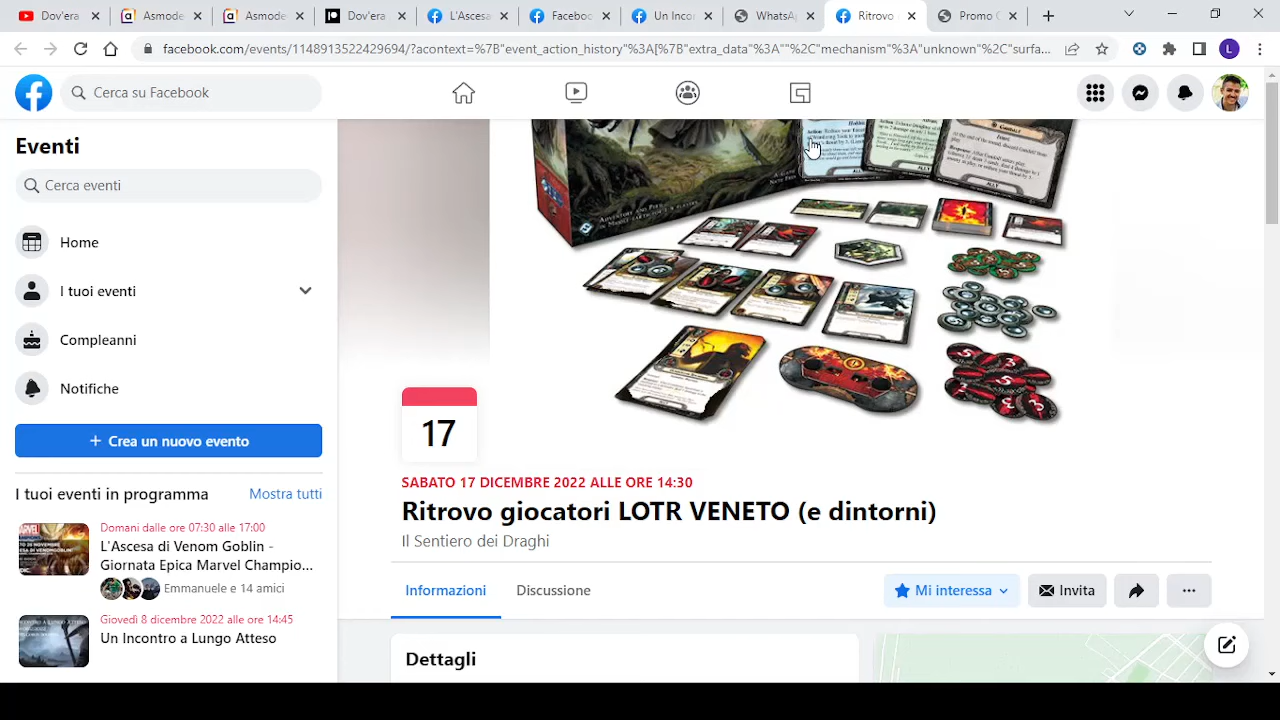 Dov'era
Asmode
Asmode
Dov'era
L'Ascesa
Faceboo
Un Incon
WhatsA
Ritrovo
Promo
facebook.com/events/1148913522429694/?acontext=%7B"event_action_history"%3A[%7B"extra_data"%3A""%2C"mechanism"%3A"unknown"%2C"surfa...
L
Cerca su Facebook
Eventi
Cerca eventi
Home
I tuoi eventi
Compleanni
Notifiche
+ Crea un nuovo evento
I tuoi eventi in programma
Mostra tutti
Domani dalle ore 07:30 alle 17:00
L'Ascesa di Venom Goblin -
Giornata Epica Marvel Champio...
Emmanuele e 14 amici
Giovedì 8 dicembre 2022 alle ore 14:45
Un Incontro a Lungo Atteso
ALLY
ALLY
17
SABATO 17 DICEMBRE 2022 ALLE ORE 14:30
Ritrovo giocatori LOTR VENETO (e dintorni)
Il Sentiero dei Draghi
Informazioni
Discussione
Mi interessa
Invita
Dettagli